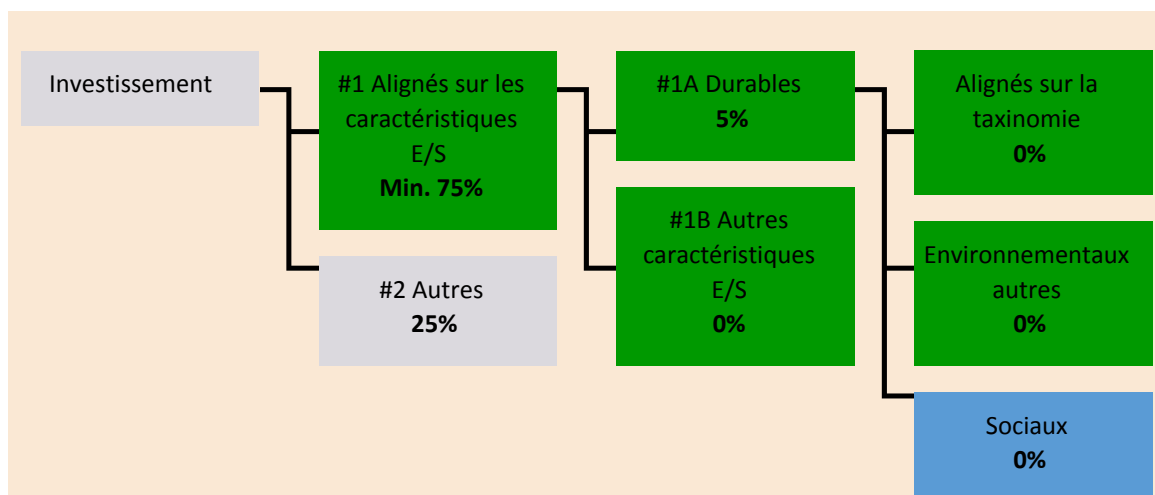 Investissement
#1 Alignés sur les
caractéristiques
E/S
Min. 75%
#2 Autres
25%
#1A Durables
5%
#1B Autres
caractéristiques
E/S
0%
Alignés sur la
taxinomie
0%
Environnementaux
autres
0%
Sociaux
0%